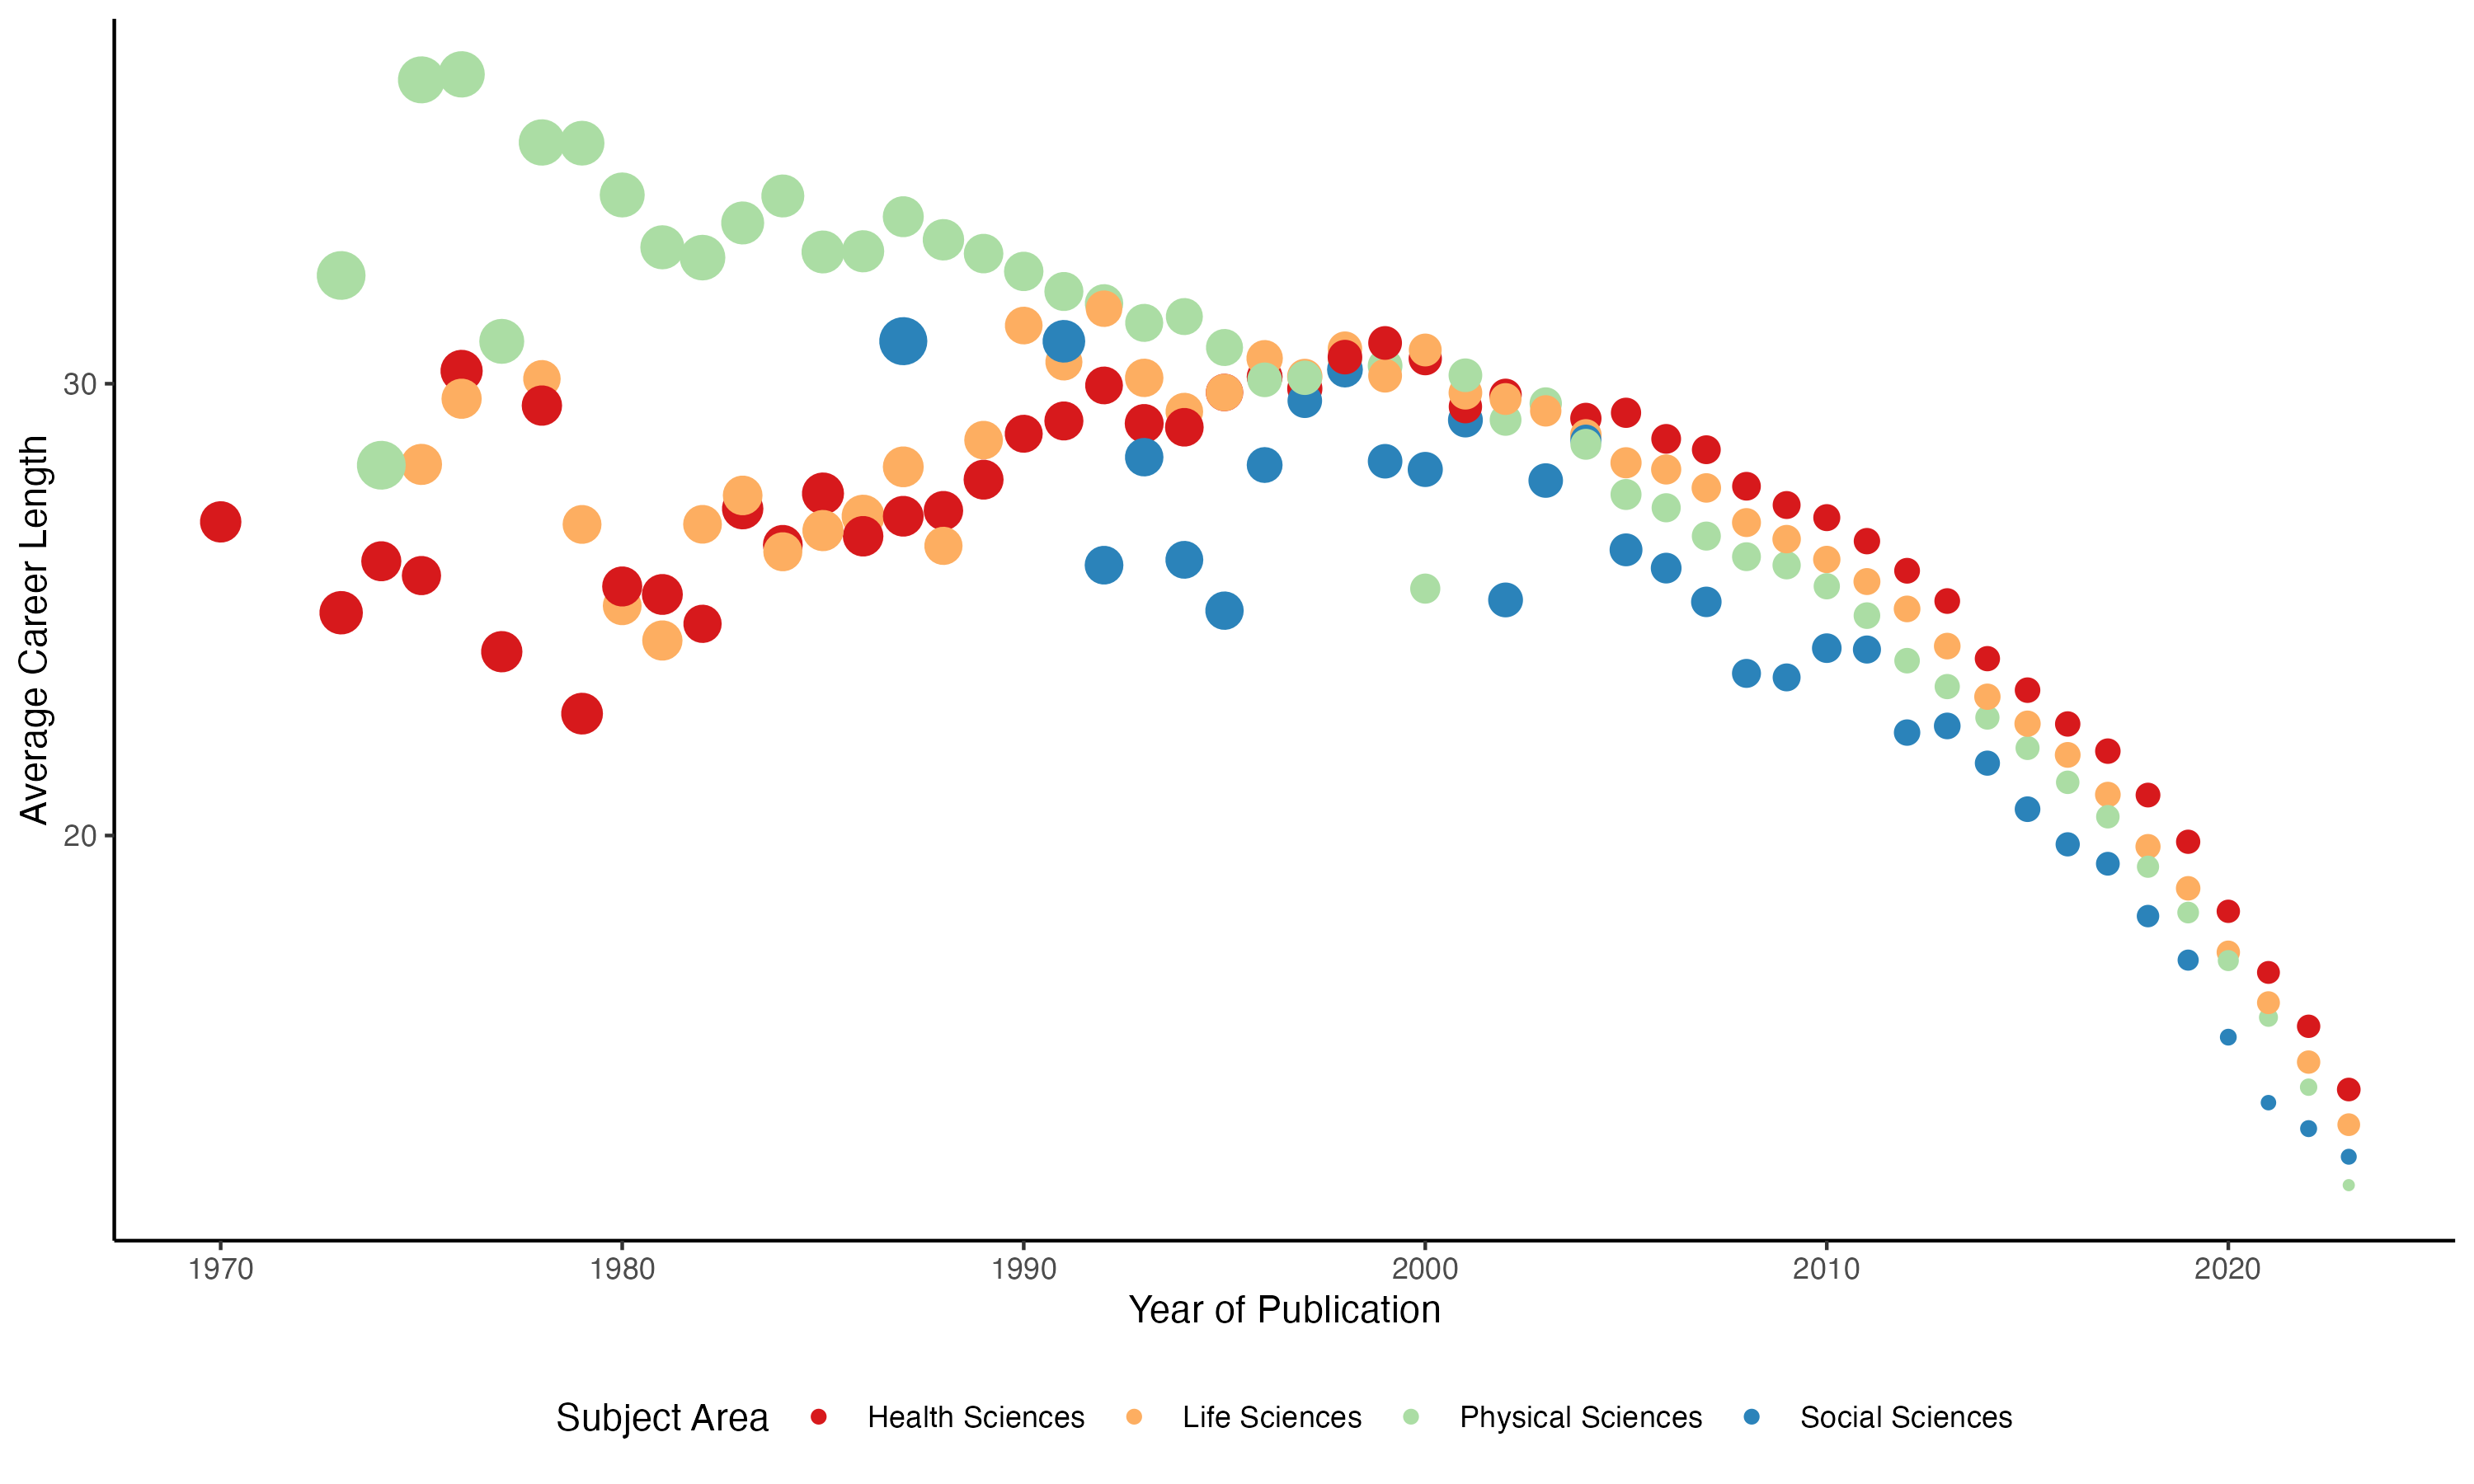 Average Career Length
30
20
1970 1980 1990 2000 2010 2020
Year of Publication
Subject Area Health Sciences Life Sciences Physical Sciences Social Sciences